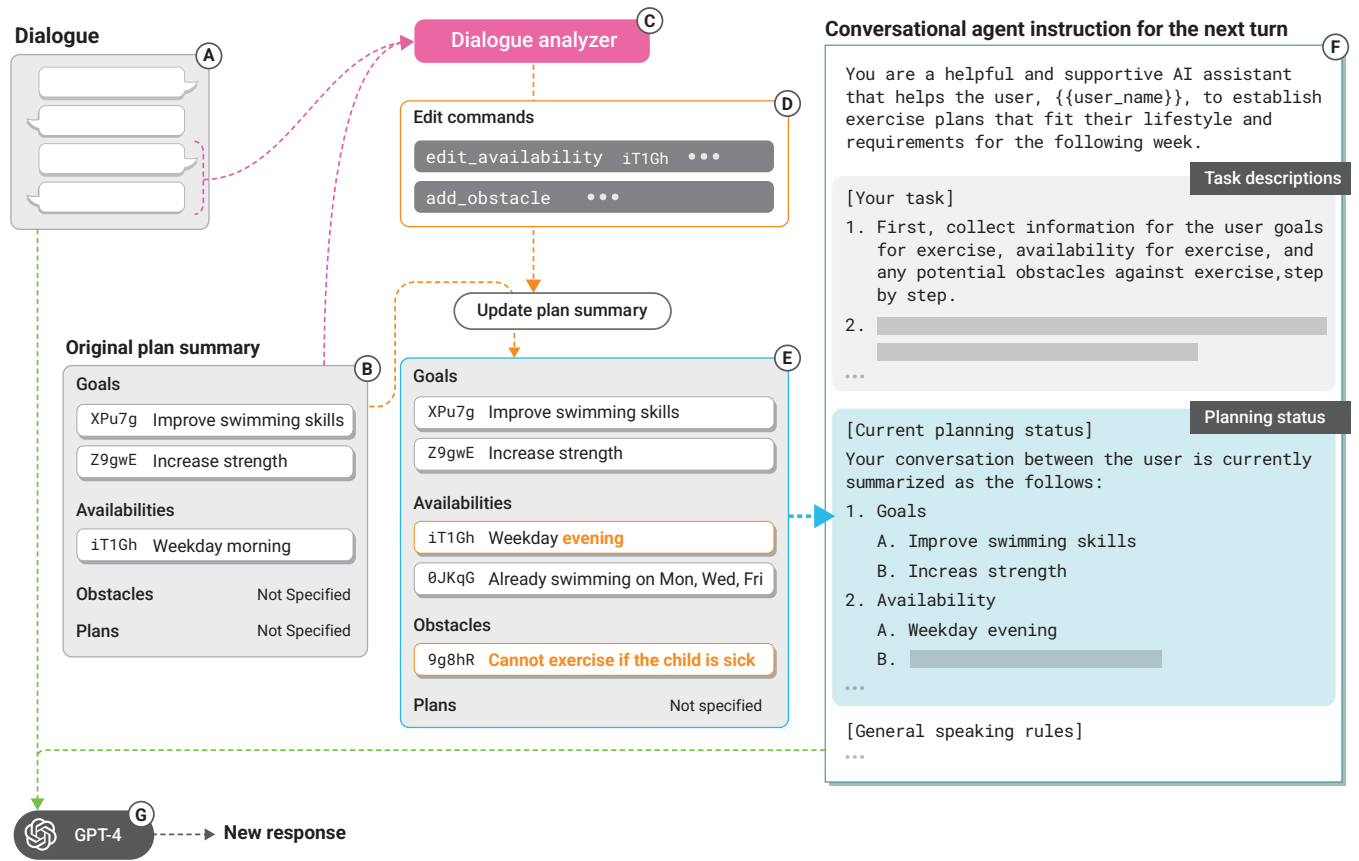 Dialogue
A
Dialogue analyzer
C
Edit commands
D
edit_availability iT1Gh •••
add_obstacle •••
Update plan summary
Original plan summary
B
Goals
XPu7g Improve swimming skills
Z9gwE Increase strength
Availabilities
iT1Gh Weekday morning
Obstacles Not Specified
Plans Not Specified
E
Goals
XPu7g Improve swimming skills
Z9gwE Increase strength
Availabilities
iT1Gh Weekday evening
0JKqG Already swimming on Mon, Wed, Fri
Obstacles
9g8hR Cannot exercise if the child is sick
Plans Not specified
Conversational agent instruction for the next turn
F
You are a helpful and supportive AI assistant
that helps the user, {{user_name}}, to establish
exercise plans that fit their lifestyle and
requirements for the following week.
Task descriptions
[Your task]
1. First, collect information for the user goals
for exercise, availability for exercise, and
any potential obstacles against exercise,step
by step.
2.
•••
Planning status
[Current planning status]
Your conversation between the user is currently
summarized as the follows:
1. Goals
A. Improve swimming skills
B. Increas strength
2. Availability
A. Weekday evening
B.
•••
[General speaking rules]
•••
G
GPT-4
New response